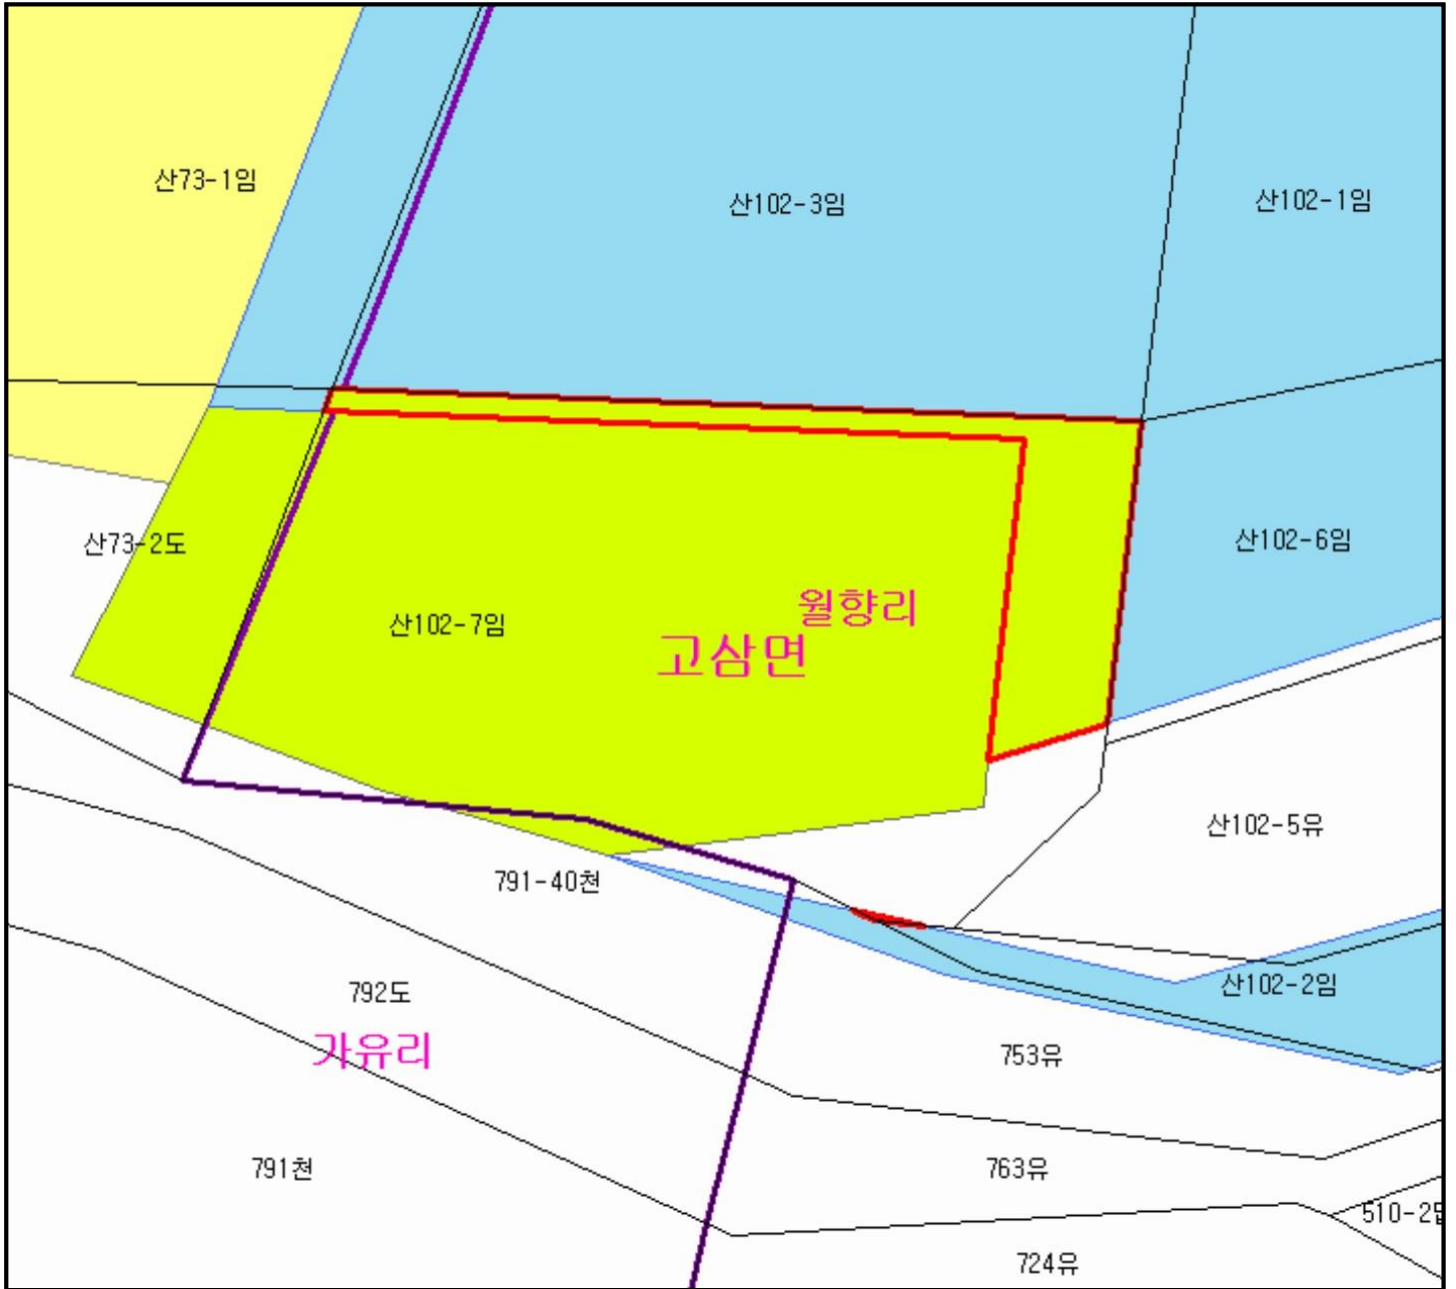 산73-1임
산102-3임
산102-1임
산73-2도
산102-6임
산102-7임
월향리
고삼면
산102-5유
791-40천
792도
산102-2임
가유리
753유
791천
763유
510-2답
724유